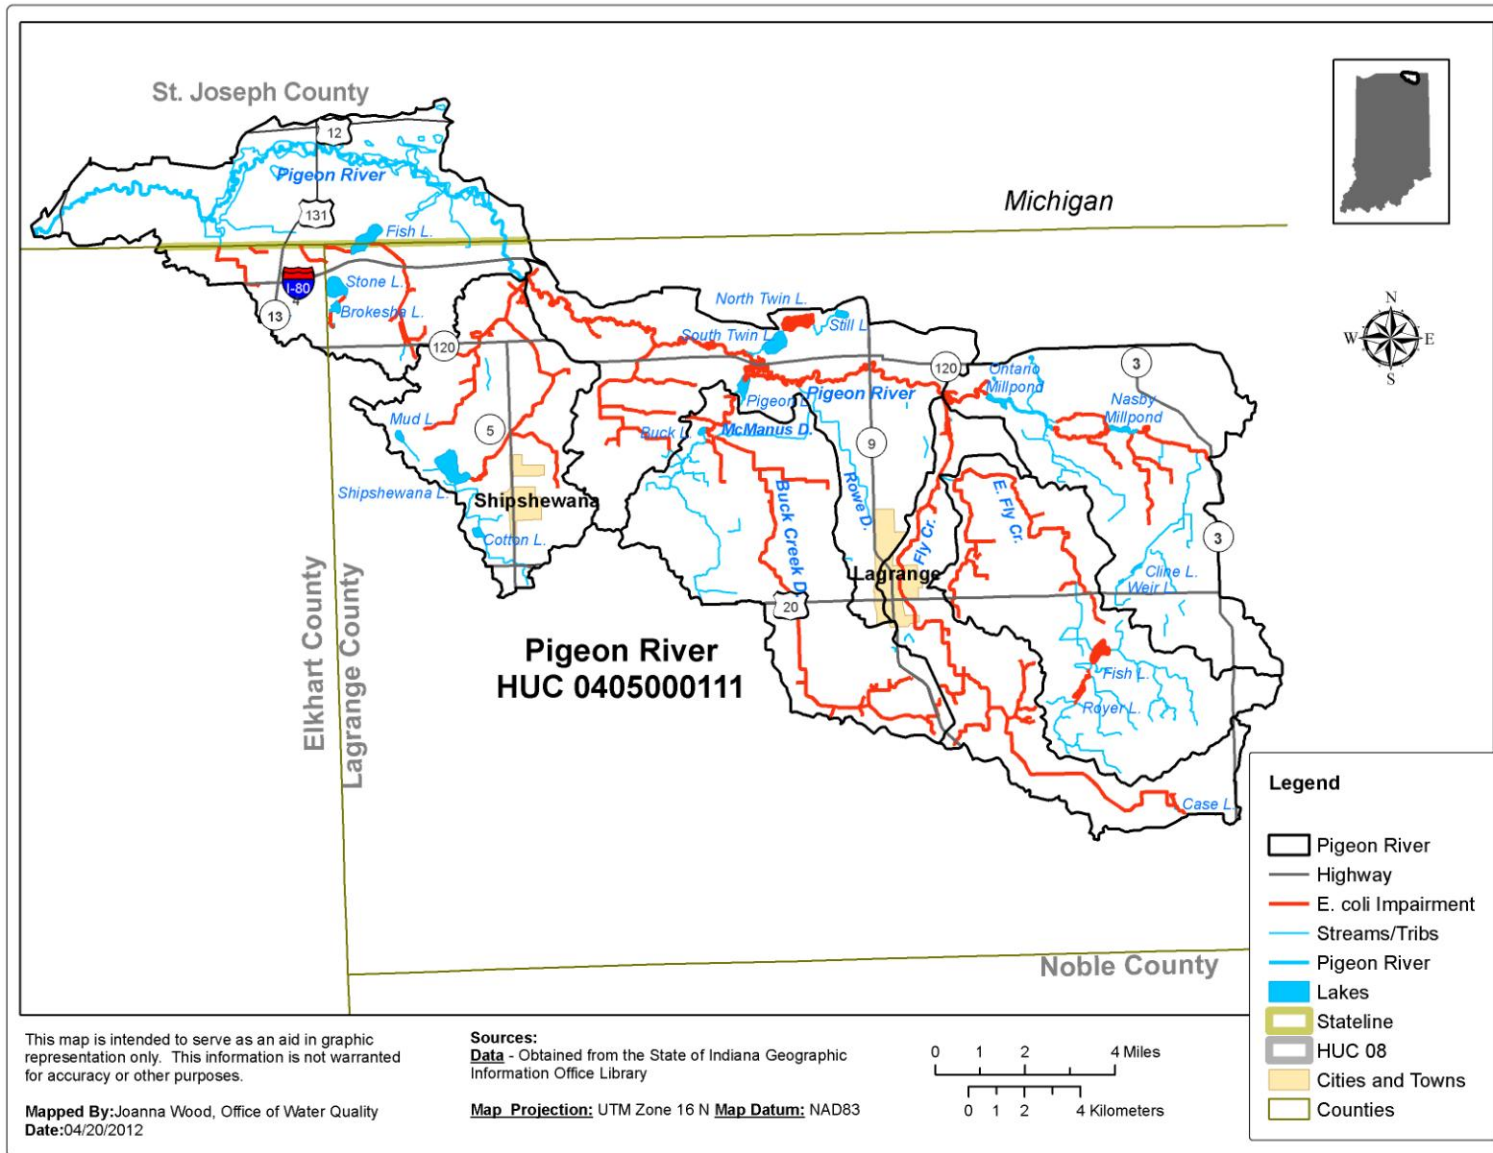 St. Joseph County
12
Pigeon River
131
Michigan
Fish L.
I-80
4
Stone L.
Brokesha L.
13
120
North Twin L.
South Twin L.
Still L.
N
W E
S
120
3
Ontario
Millpond
Nasby
Millpond
Pigeon L.
Pigeon River
Mud L.
5
Buck L.
McManus D.
9
Shipshewana L.
Shipshewana
Rowe D.
E. Fly Cr.
Buck Creek D.
Fly Cr.
Cotton L.
3
Lagrange
Cline L.
Weir L.
20
Elkhart County
Lagrange County
Pigeon River
HUC 0405000111
Fish L.
Royer L.
Case L.
Noble County
Legend
Pigeon River
Highway
E. coli Impairment
Streams/Tribs
Pigeon River
Lakes
Stateline
HUC 08
Cities and Towns
Counties
This map is intended to serve as an aid in graphic
representation only. This information is not warranted
for accuracy or other purposes.
Mapped By:Joanna Wood, Office of Water Quality
Date:04/20/2012
Sources:
Data - Obtained from the State of Indiana Geographic
Information Office Library
Map Projection: UTM Zone 16 N Map Datum: NAD83
0 1 2 4 Miles
0 1 2 4 Kilometers